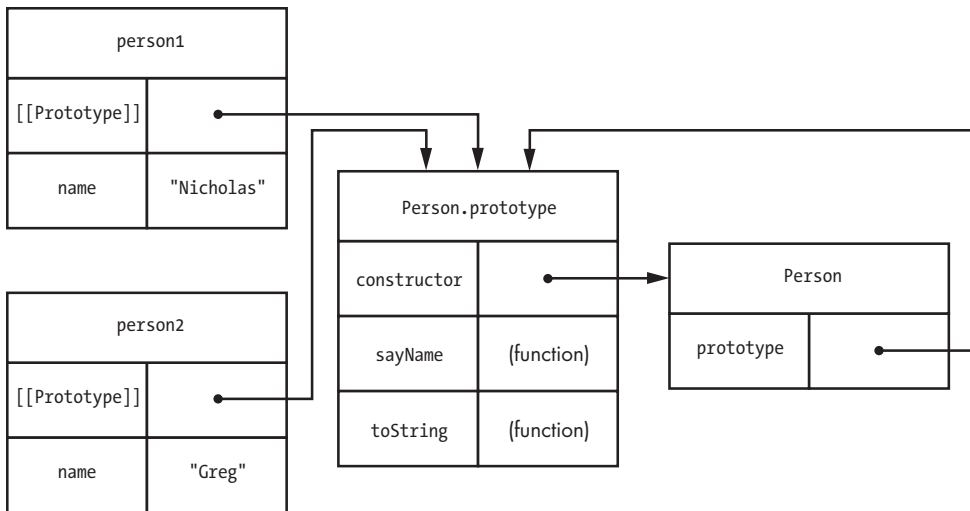 person1
[[Prototype]]
name "Nicholas"
person2
[[Prototype]]
name "Greg"
Person.prototype
constructor
sayName (function)
toString (function)
Person
prototype